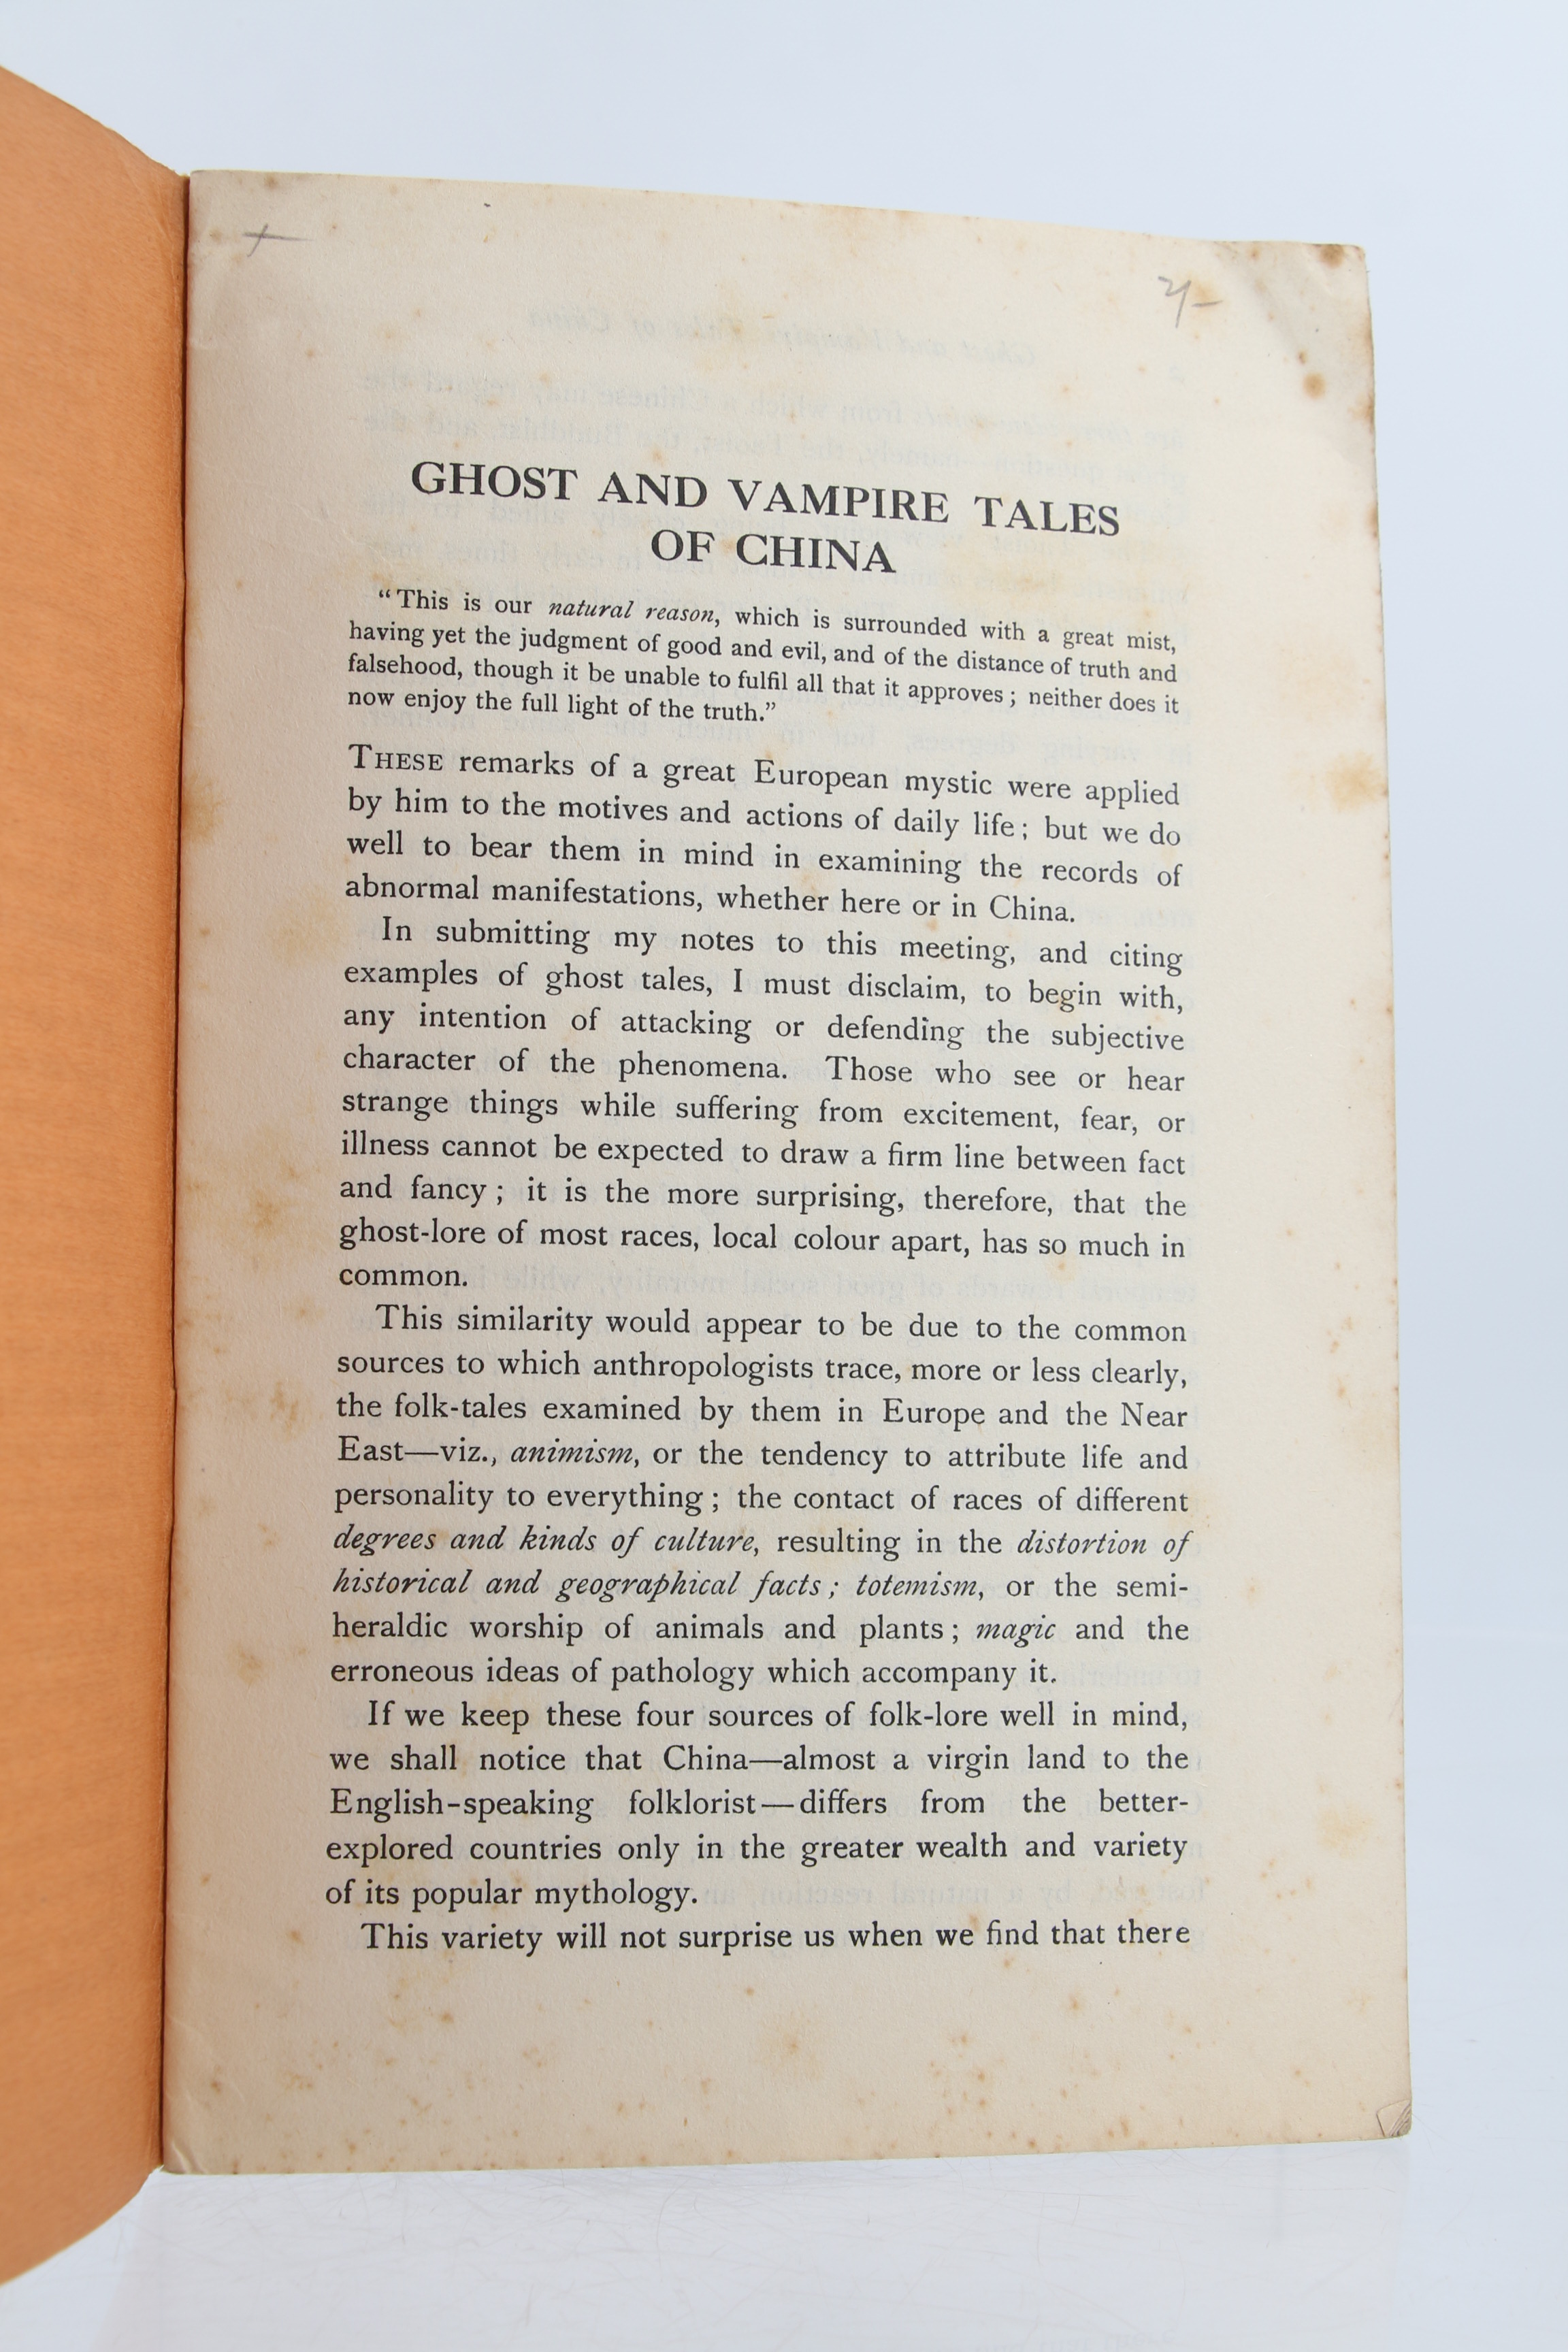 2/-
GHOST AND VAMPIRE TALES
OF CHINA
“This is our natural reason, which is surrounded with a great mist,
having yet the judgment of good and evil, and of the distance of truth and
falsehood, though it be unable to fulfil all that it approves ; neither does it
now enjoy the full light of the truth.”
THESE remarks of a great European mystic were applied
by him to the motives and actions of daily life ; but we do
well to bear them in mind in examining the records of
abnormal manifestations, whether here or in China.
In submitting my notes to this meeting, and citing
examples of ghost tales, I must disclaim, to begin with,
any intention of attacking or defending the subjective
character of the phenomena. Those who see or hear
strange things while suffering from excitement, fear, or
illness cannot be expected to draw a firm line between fact
and fancy ; it is the more surprising, therefore, that the
ghost-lore of most races, local colour apart, has so much in
common.
This similarity would appear to be due to the common
sources to which anthropologists trace, more or less clearly,
the folk-tales examined by them in Europe and the Near
East—viz., animism, or the tendency to attribute life and
personality to everything ; the contact of races of different
degrees and kinds of culture, resulting in the distortion of
historical and geographical facts ; totemism, or the semi-
heraldic worship of animals and plants ; magic and the
erroneous ideas of pathology which accompany it.
If we keep these four sources of folk-lore well in mind,
we shall notice that China—almost a virgin land to the
English-speaking folklorist—differs from the better-
explored countries only in the greater wealth and variety
of its popular mythology.
This variety will not surprise us when we find that there